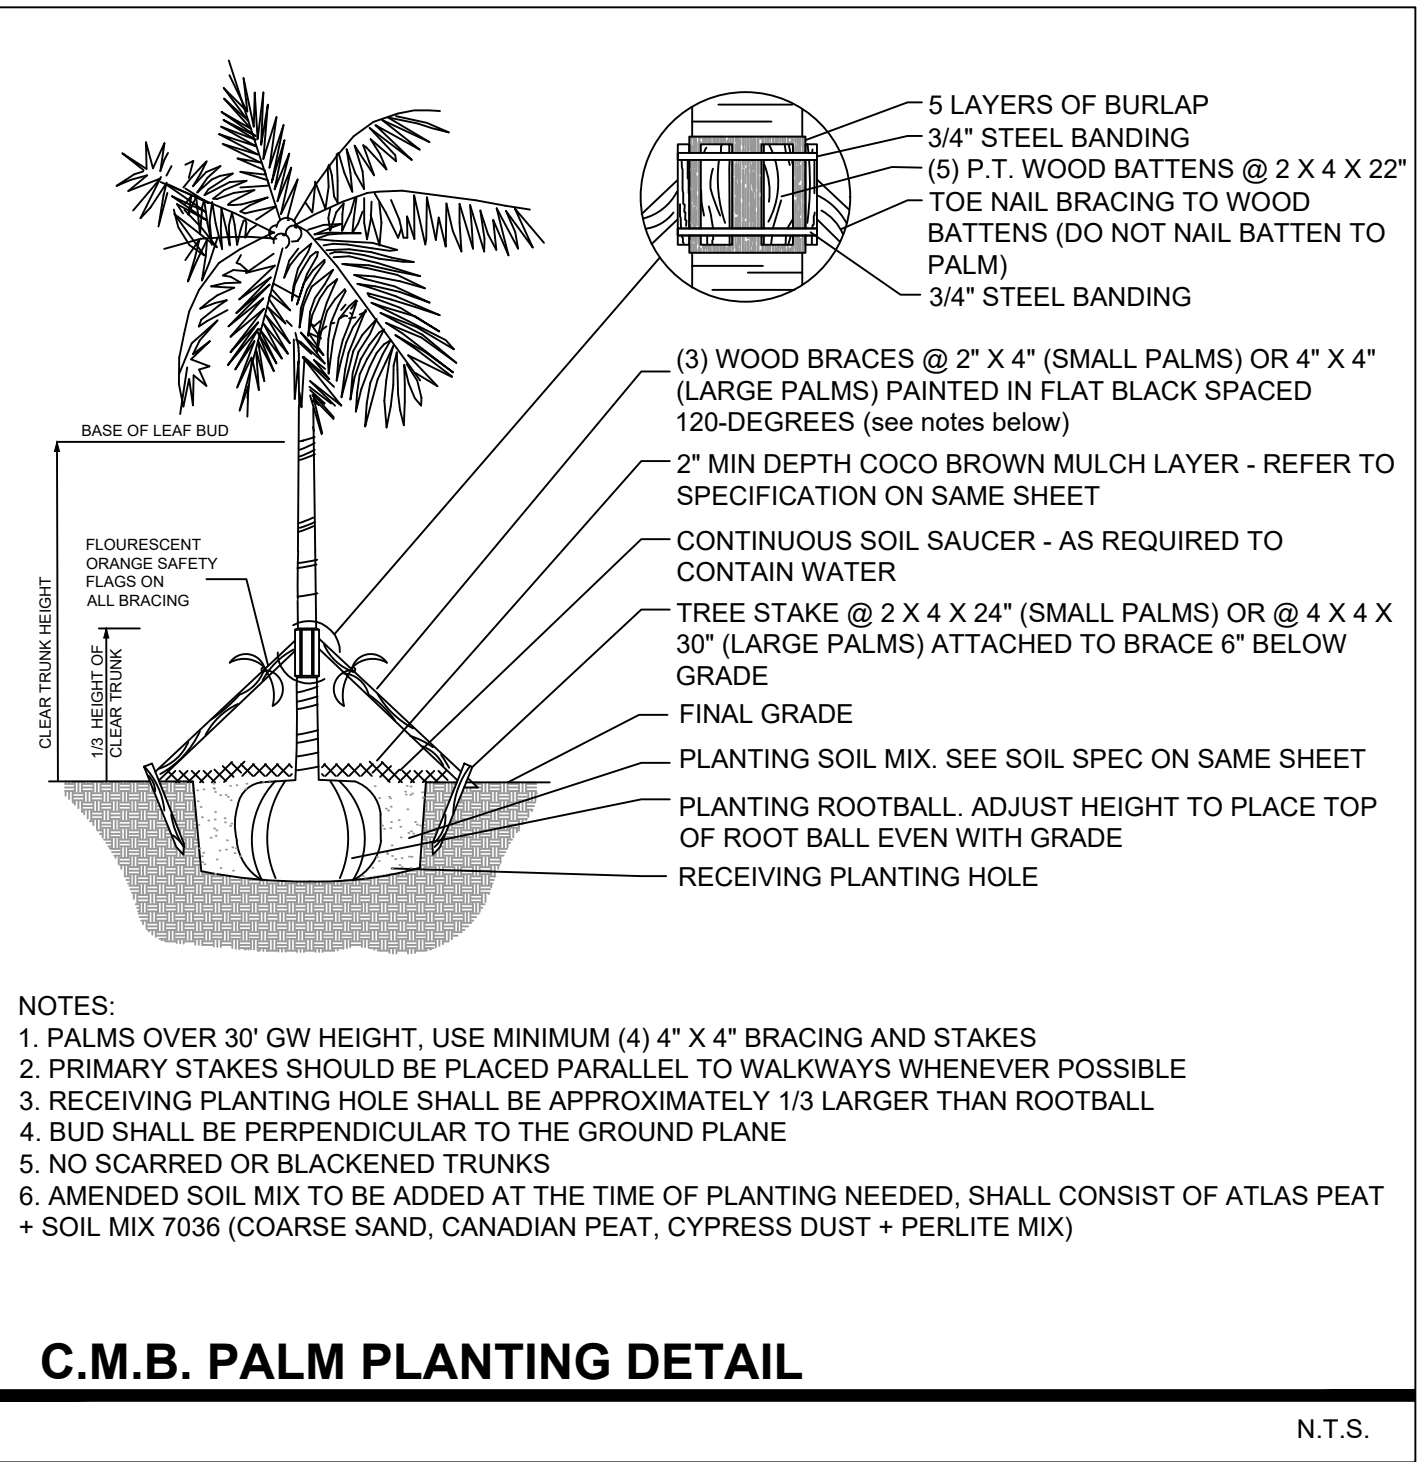 5 LAYERS OF BURLAP
3/4" STEEL BANDING
(5) P.T. WOOD BATTENS @ 2 X 4 X 22"
TOE NAIL BRACING TO WOOD
BATTENS (DO NOT NAIL BATTEN TO
PALM)
3/4" STEEL BANDING
(3) WOOD BRACES @ 2" X 4" (SMALL PALMS) OR 4" X 4"
(LARGE PALMS) PAINTED IN FLAT BLACK SPACED
120-DEGREES (see notes below)
2" MIN DEPTH COCO BROWN MULCH LAYER - REFER TO
SPECIFICATION ON SAME SHEET
CONTINUOUS SOIL SAUCER - AS REQUIRED TO
CONTAIN WATER
TREE STAKE @ 2 X 4 X 24" (SMALL PALMS) OR @ 4 X 4 X
30" (LARGE PALMS) ATTACHED TO BRACE 6" BELOW
GRADE
FINAL GRADE
PLANTING SOIL MIX. SEE SOIL SPEC ON SAME SHEET
PLANTING ROOTBALL. ADJUST HEIGHT TO PLACE TOP
OF ROOT BALL EVEN WITH GRADE
RECEIVING PLANTING HOLE
BASE OF LEAF BUD
FLOURESCENT
ORANGE SAFETY
FLAGS ON
ALL BRACING
CLEAR TRUNK HEIGHT
1/3 HEIGHT OF
CLEAR TRUNK
NOTES:
1. PALMS OVER 30' GW HEIGHT, USE MINIMUM (4) 4" X 4" BRACING AND STAKES
2. PRIMARY STAKES SHOULD BE PLACED PARALLEL TO WALKWAYS WHENEVER POSSIBLE
3. RECEIVING PLANTING HOLE SHALL BE APPROXIMATELY 1/3 LARGER THAN ROOTBALL
4. BUD SHALL BE PERPENDICULAR TO THE GROUND PLANE
5. NO SCARRED OR BLACKENED TRUNKS
6. AMENDED SOIL MIX TO BE ADDED AT THE TIME OF PLANTING NEEDED, SHALL CONSIST OF ATLAS PEAT
+ SOIL MIX 7036 (COARSE SAND, CANADIAN PEAT, CYPRESS DUST + PERLITE MIX)
C.M.B. PALM PLANTING DETAIL
N.T.S.